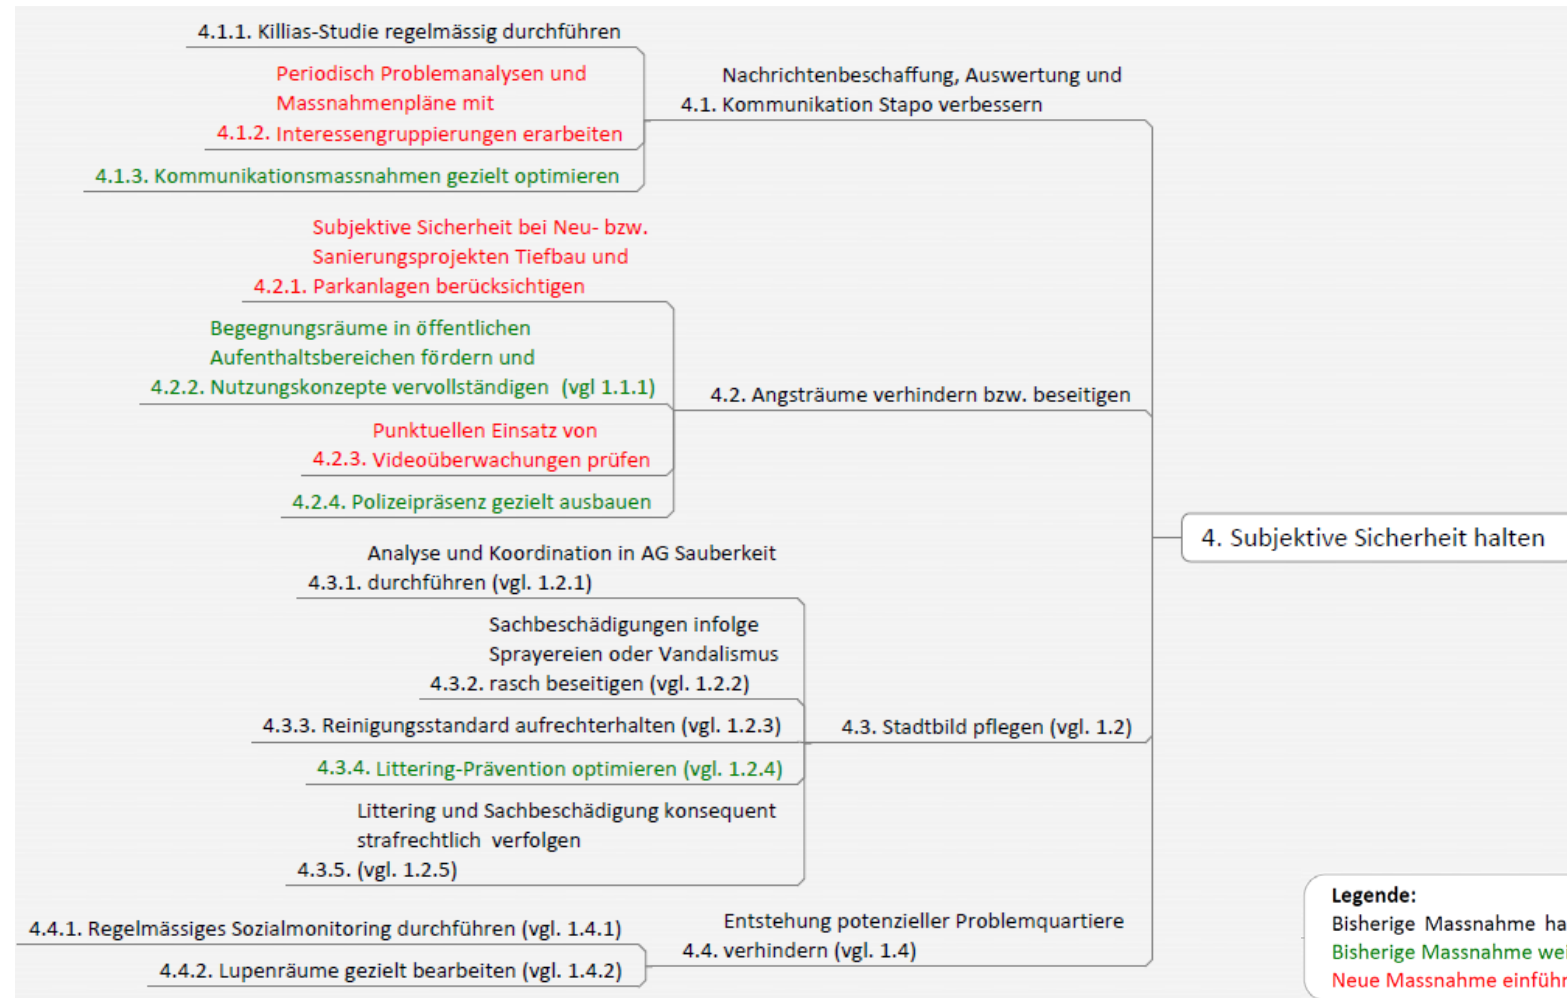 4.1.1. Killias-Studie regelmässig durchführen
Periodisch Problemanalysen und
Massnahmenpläne mit
4.1.2. Interessengruppierungen erarbeiten
4.1.3. Kommunikationsmassnahmen gezielt optimieren
Nachrichtenbeschaffung, Auswertung und
4.1. Kommunikation Stapo verbessern
Subjektive Sicherheit bei Neu- bzw.
Sanierungsprojekten Tiefbau und
4.2.1. Parkanlagen berücksichtigen
Begegnungsräume in öffentlichen
Aufenthaltsbereichen fördern und
4.2.2. Nutzungskonzepte vervollständigen (vgl 1.1.1)
Punktuellen Einsatz von
4.2.3. Videoüberwachungen prüfen
4.2.4. Polizeipräsenz gezielt ausbauen
4.2. Angsträume verhindern bzw. beseitigen
Analyse und Koordination in AG Sauberkeit
4.3.1. durchführen (vgl. 1.2.1)
Sachbeschädigungen infolge
Sprayereien oder Vandalismus
4.3.2. rasch beseitigen (vgl. 1.2.2)
4.3.3. Reinigungsstandard aufrechterhalten (vgl. 1.2.3)
4.3.4. Littering-Prävention optimieren (vgl. 1.2.4)
Littering und Sachbeschädigung konsequent
strafrechtlich verfolgen
4.3.5. (vgl. 1.2.5)
4.3. Stadtbild pflegen (vgl. 1.2)
4.4.1. Regelmässiges Sozialmonitoring durchführen (vgl. 1.4.1)
4.4.2. Lupenräume gezielt bearbeiten (vgl. 1.4.2)
Entstehung potenzieller Problemquartiere
4.4. verhindern (vgl. 1.4)
4. Subjektive Sicherheit halten
Legende:
Bisherige Massnahme
Bisherige Massnahme
Neue Massnahme